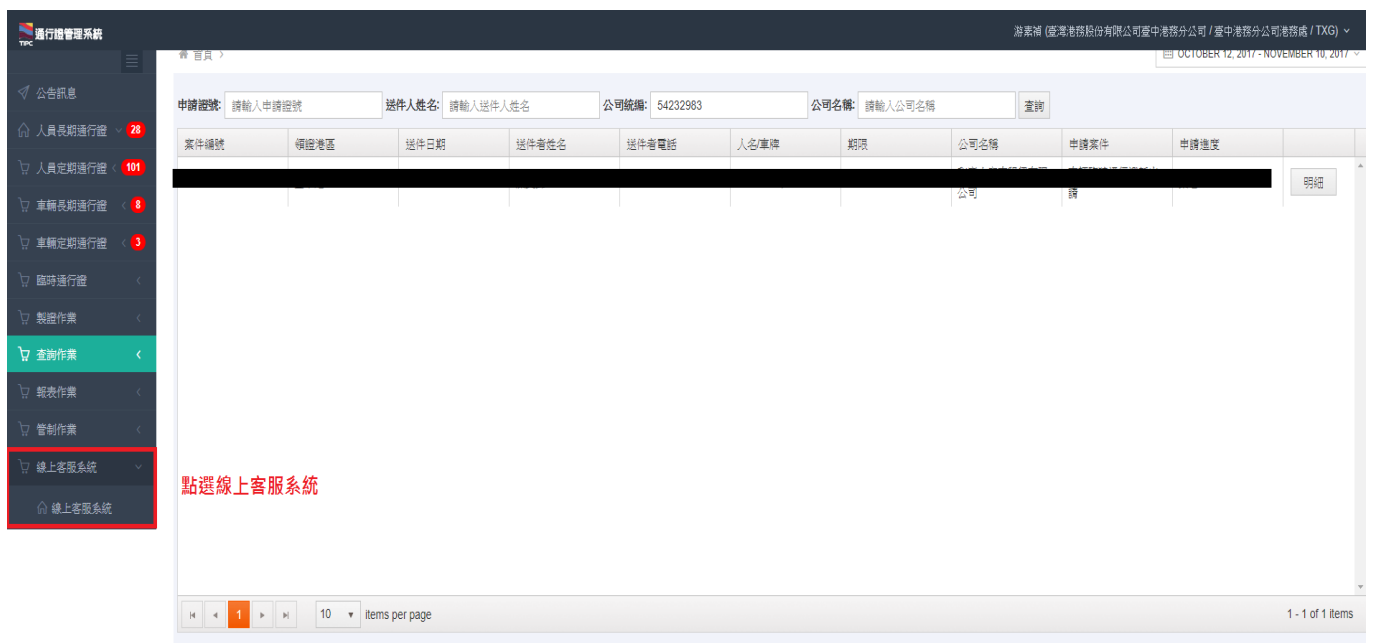 TIPC 通行證管理系統
游素禎 (臺灣港務股份有限公司臺中港務分公司 / 臺中港務分公司港務處 / TXG)
首頁
OCTOBER 12, 2017 - NOVEMBER 10, 2017
公告訊息
人員長期通行證 28
人員定期通行證 101
車輛長期通行證 8
車輛定期通行證 3
臨時通行證
製證作業
查詢作業
報表作業
管制作業
線上客服系統
線上客服系統
申請證號: 請輸入申請證號 送件人姓名: 請輸入送件人姓名 公司統編: 54232983 公司名稱: 請輸入公司名稱 查詢
案件編號 領證港區 送件日期 送件者姓名 送件者電話 人名/車牌 期限 公司名稱 申請案件 申請進度
公司 請 明細
點選線上客服系統
1 10 items per page 1 - 1 of 1 items